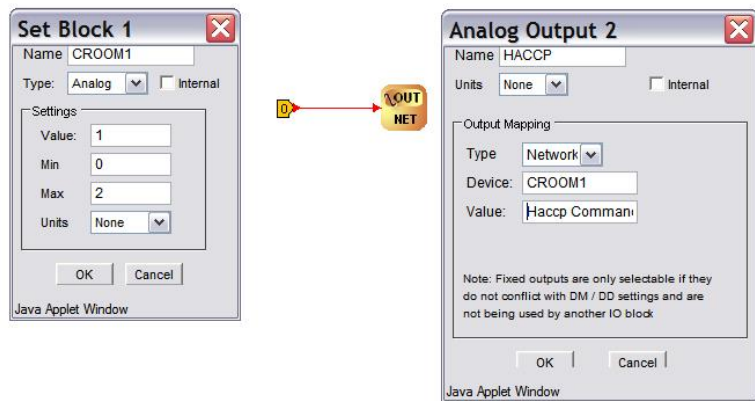 Set Block 1
Name CROOM1
Type: Analog Internal
Settings
Value: 1
Min 0
Max 2
Units None
OK Cancel
Java Applet Window
0
OUT
NET
Analog Output 2
Name HACCP
Units None Internal
Output Mapping
Type Network
Device: CROOM1
Value: Haccp Comman
Note: Fixed outputs are only selectable if they
do not conflict with DM / DD settings and are
not being used by another IO block
OK Cancel
Java Applet Window